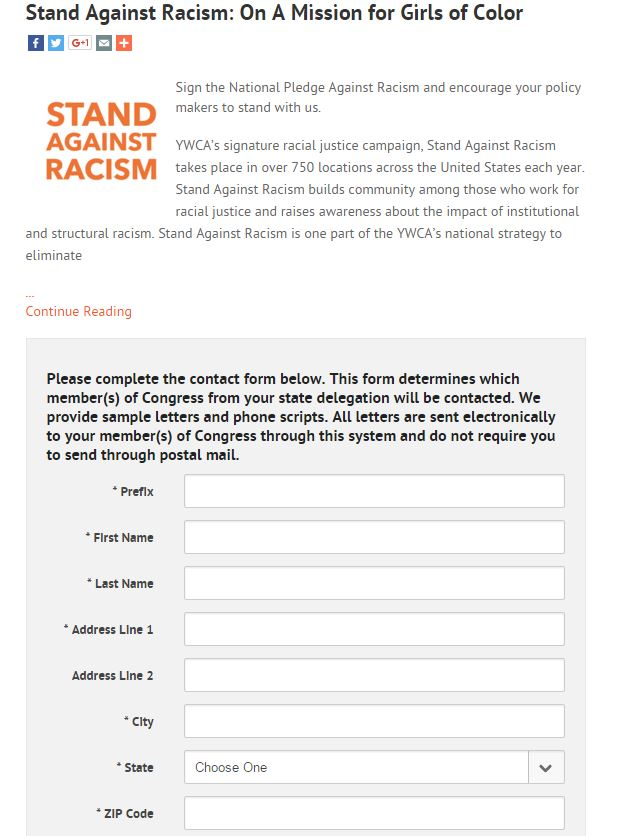 Stand Against Racism: On A Mission for Girls of Color
G+1
STAND
AGAINST
RACISM
Sign the National Pledge Against Racism and encourage your policy
makers to stand with us.
YWCA's signature racial justice campaign, Stand Against Racism
takes place in over 750 locations across the United States each year.
Stand Against Racism builds community among those who work for
racial justice and raises awareness about the impact of institutional
and structural racism. Stand Against Racism is one part of the YWCA's national strategy to
eliminate
...
Continue Reading
Please complete the contact form below. This form determines which
member(s) of Congress from your state delegation will be contacted. We
provide sample letters and phone scripts. All letters are sent electronically
to your member(s) of Congress through this system and do not require you
to send through postal mail.
* Prefix
* First Name
* Last Name
* Address Line 1
Address Line 2
* City
* State Choose One
* ZIP Code